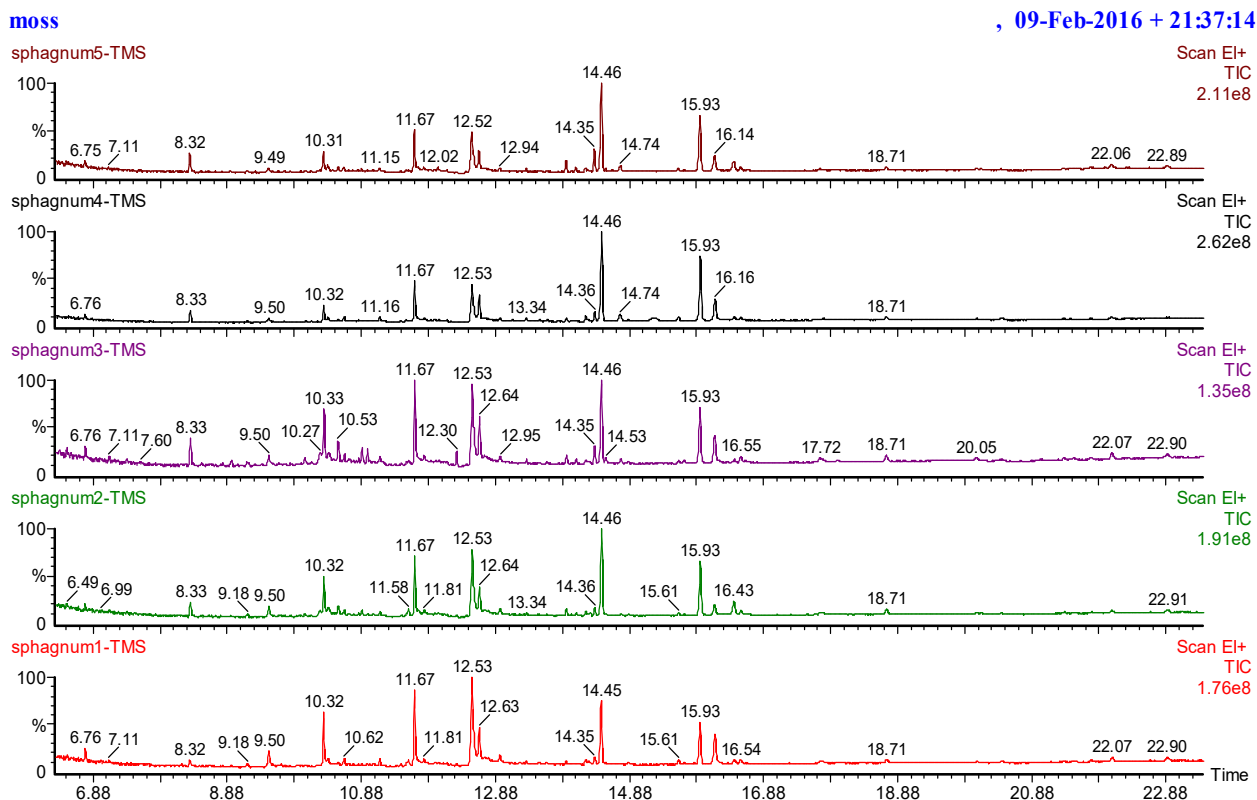 moss , 09-Feb-2016 + 21:37:14
sphagnum5-TMS Scan EI+
TIC
2.11e8
100
%
0
14.46
15.93
11.67 12.52
14.35 16.14
8.32 10.31 12.94 14.74
6.75 7.11 9.49 11.15 12.02 18.71 22.06 22.89
sphagnum4-TMS Scan EI+
TIC
2.62e8
100
%
0
14.46
15.93
11.67 12.53
16.16
14.36 14.74
6.76 8.33 9.50 10.32 11.16 13.34 18.71
sphagnum3-TMS Scan EI+
TIC
1.35e8
100
%
0
11.67 12.53 14.46
12.64 15.93
10.33
10.53
6.76 7.11 7.60 8.33 9.50 10.27 12.30 12.95 14.35 14.53 16.55 17.72 18.71 20.05 22.07 22.90
sphagnum2-TMS Scan EI+
TIC
1.91e8
100
%
0
14.46
11.67 12.53 15.93
12.64
10.32
6.49 6.99 8.33 9.18 9.50 11.58 11.81 13.34 14.36 15.61 16.43 18.71 22.91
sphagnum1-TMS Scan EI+
TIC
1.76e8
100
%
0
12.53
11.67 14.45
10.32 12.63 15.93
6.76 7.11 8.32 9.18 9.50 10.62 11.81 14.35 15.61 16.54 18.71 22.07 22.90
Time
6.88 8.88 10.88 12.88 14.88 16.88 18.88 20.88 22.88